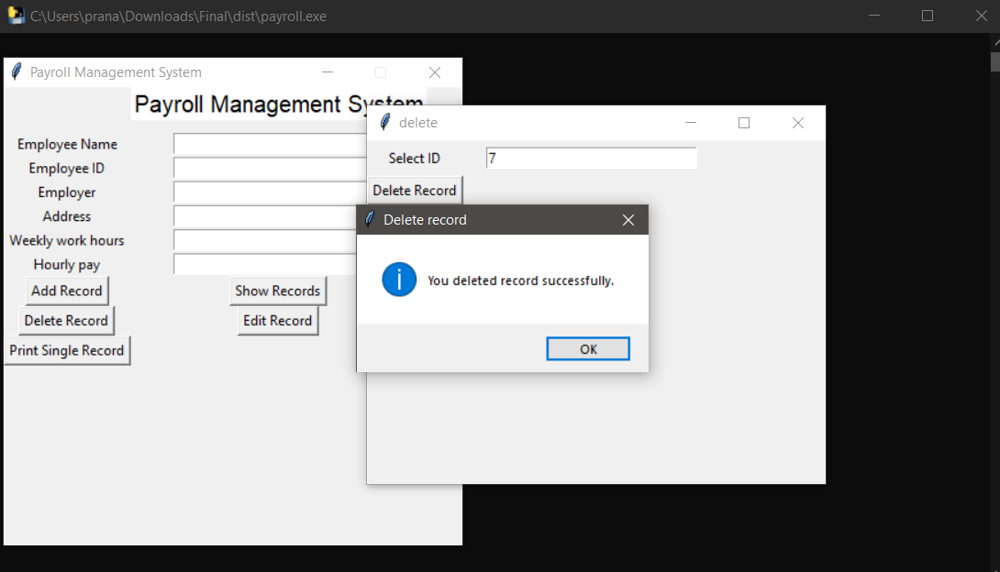 C:\Users\prana\Downloads\Final\dist\payroll.exe
Payroll Management System
Payroll Management System
Employee Name
Employee ID
Employer
Address
Weekly work hours
Hourly pay
Add Record
Show Records
Delete Record
Edit Record
Print Single Record
delete
Select ID 7
Delete Record
Delete record
You deleted record successfully.
OK